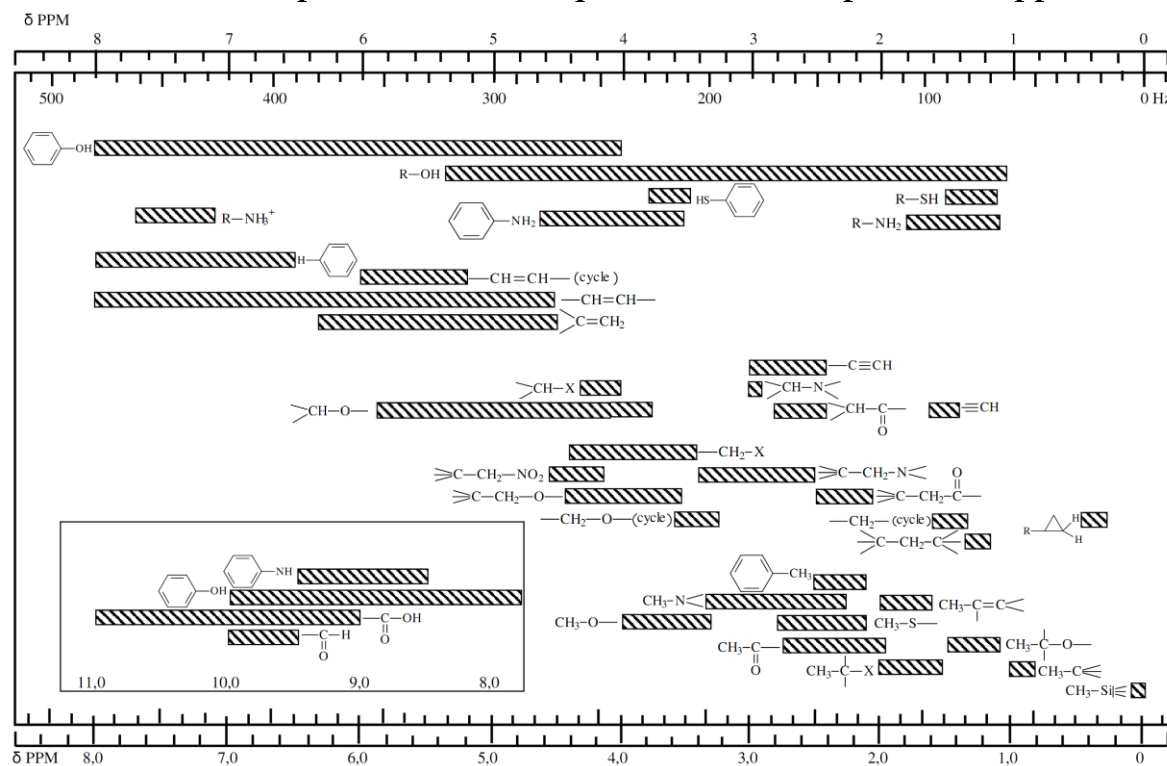 δ PPM
8 7 6 5 4 3 2 1 0
500 400 300 200 100 0 Hz
OH
R—OH
HS
R—SH
R—NH3+
NH2
R—NH2
H
—CH=CH— (cycle)
—CH=CH—
C=CH2
—C≡CH
CH—X
CH—N
CH—O—
CH—C—
O
≡CH
—CH2—X
C—CH2—NO2
C—CH2—N
O
C—CH2—O—
C—CH2—C—
—CH2—O—(cycle)
—CH2—(cycle)
H
R
H
C—CH2—C
NH
CH3
OH
CH3—N
CH3—C=C
C—OH
O
CH3—O—
CH3—S—
C—H
O
CH3—C
O
CH3—C—O—
CH3—C—X
CH3—C
11,0 10,0 9,0 8,0
CH3—Si
δ PPM 8,0 7,0 6,0 5,0 4,0 3,0 2,0 1,0 0